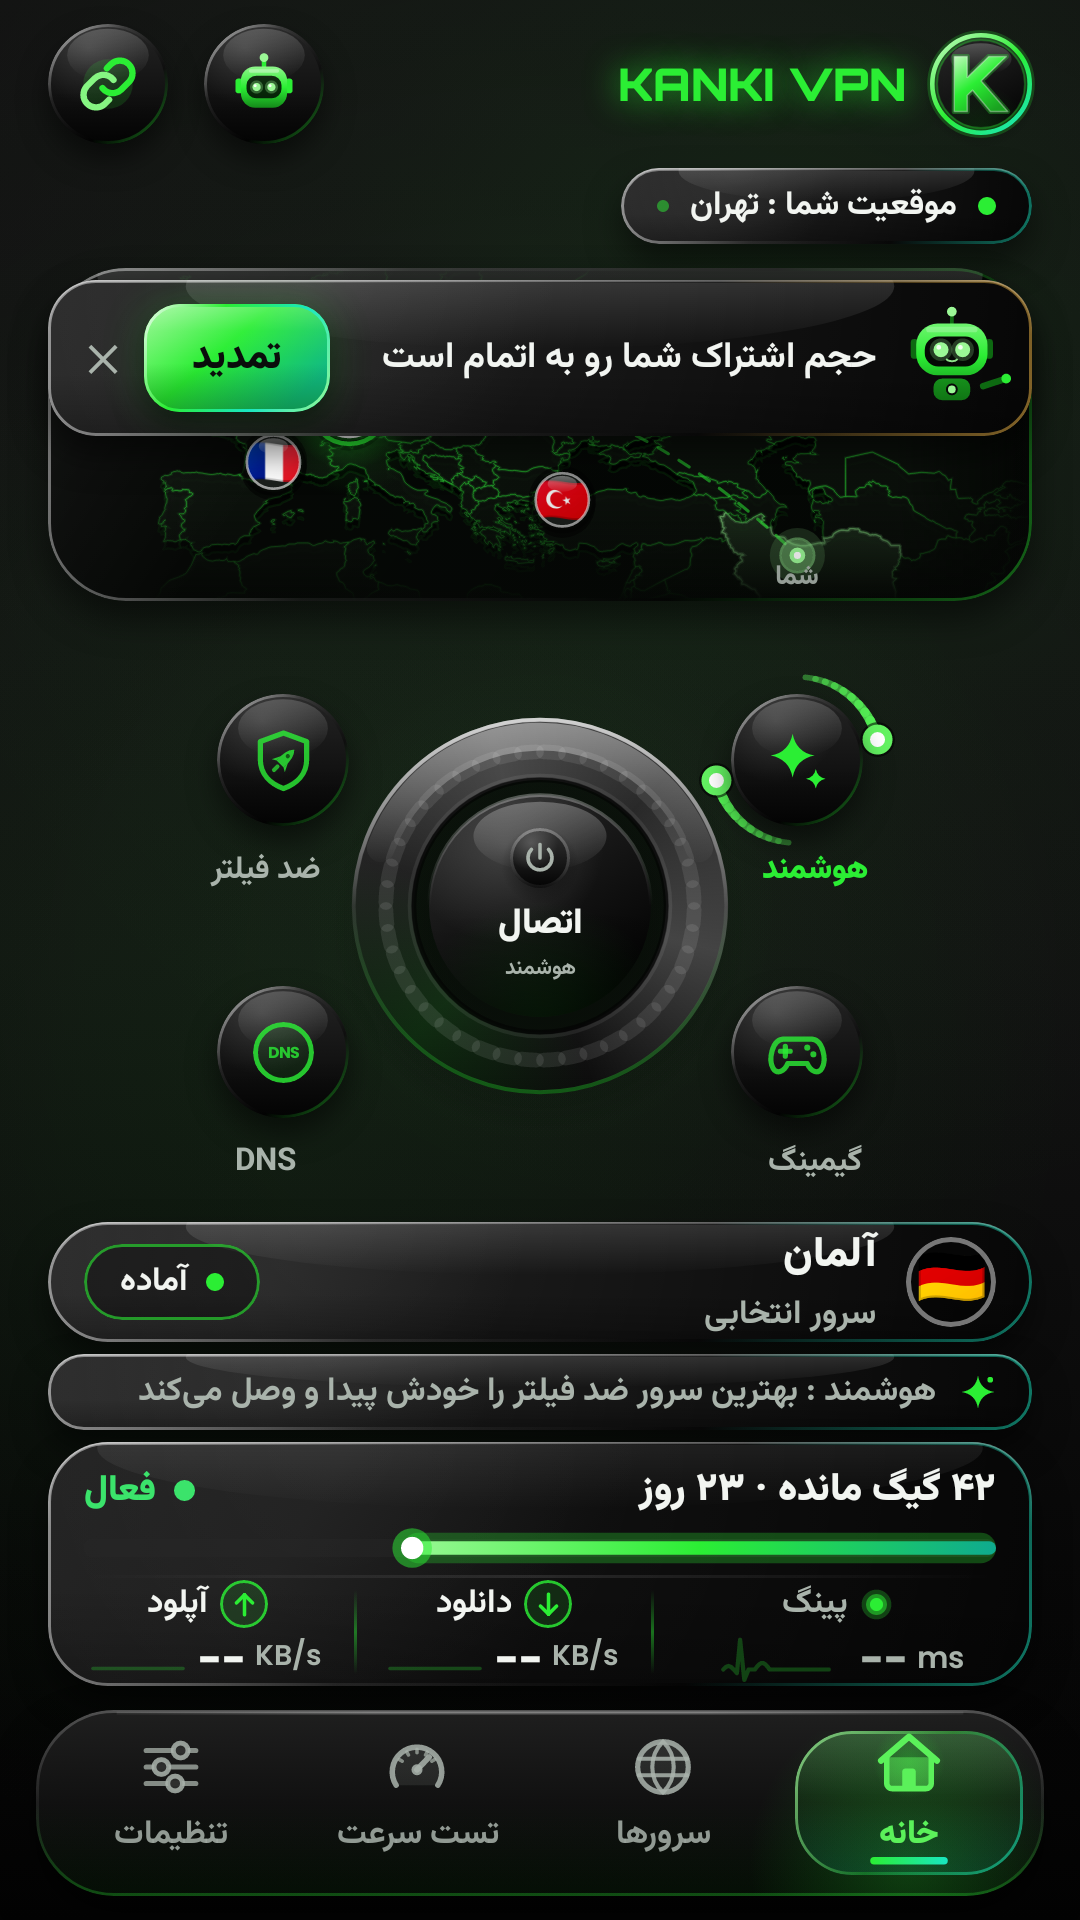 KANKI VPN
K
موقعیت شما : تهران
حجم اشتراک شما رو به اتمام است
تمدید
شما
ضد فیلتر
هوشمند
اتصال
هوشمند
DNS
DNS
گیمینگ
آلمان
سرور انتخابی
آماده
هوشمند : بهترین سرور ضد فیلتر را خودش پیدا و وصل می‌کند
۴۲ گیگ مانده · ۲۳ روز
فعال
پینگ
-- ms
دانلود
-- KB/s
آپلود
-- KB/s
خانه
سرورها
تست سرعت
تنظیمات